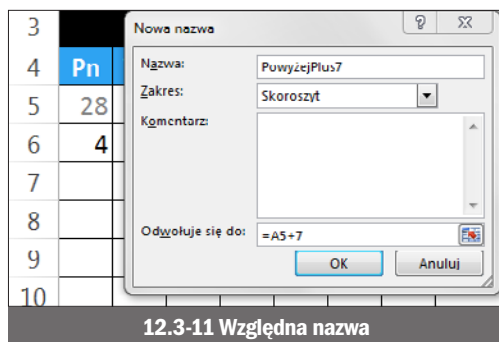 3
Nowa nazwa
4 Pn
Nazwa: PowyżejPlus7
5 28
Zakres: Skoroszyt
6 4
Komentarz:
7
8
Odwołuje się do: =A5+7
9
OK Anuluj
10
12.3-11 Względna nazwa